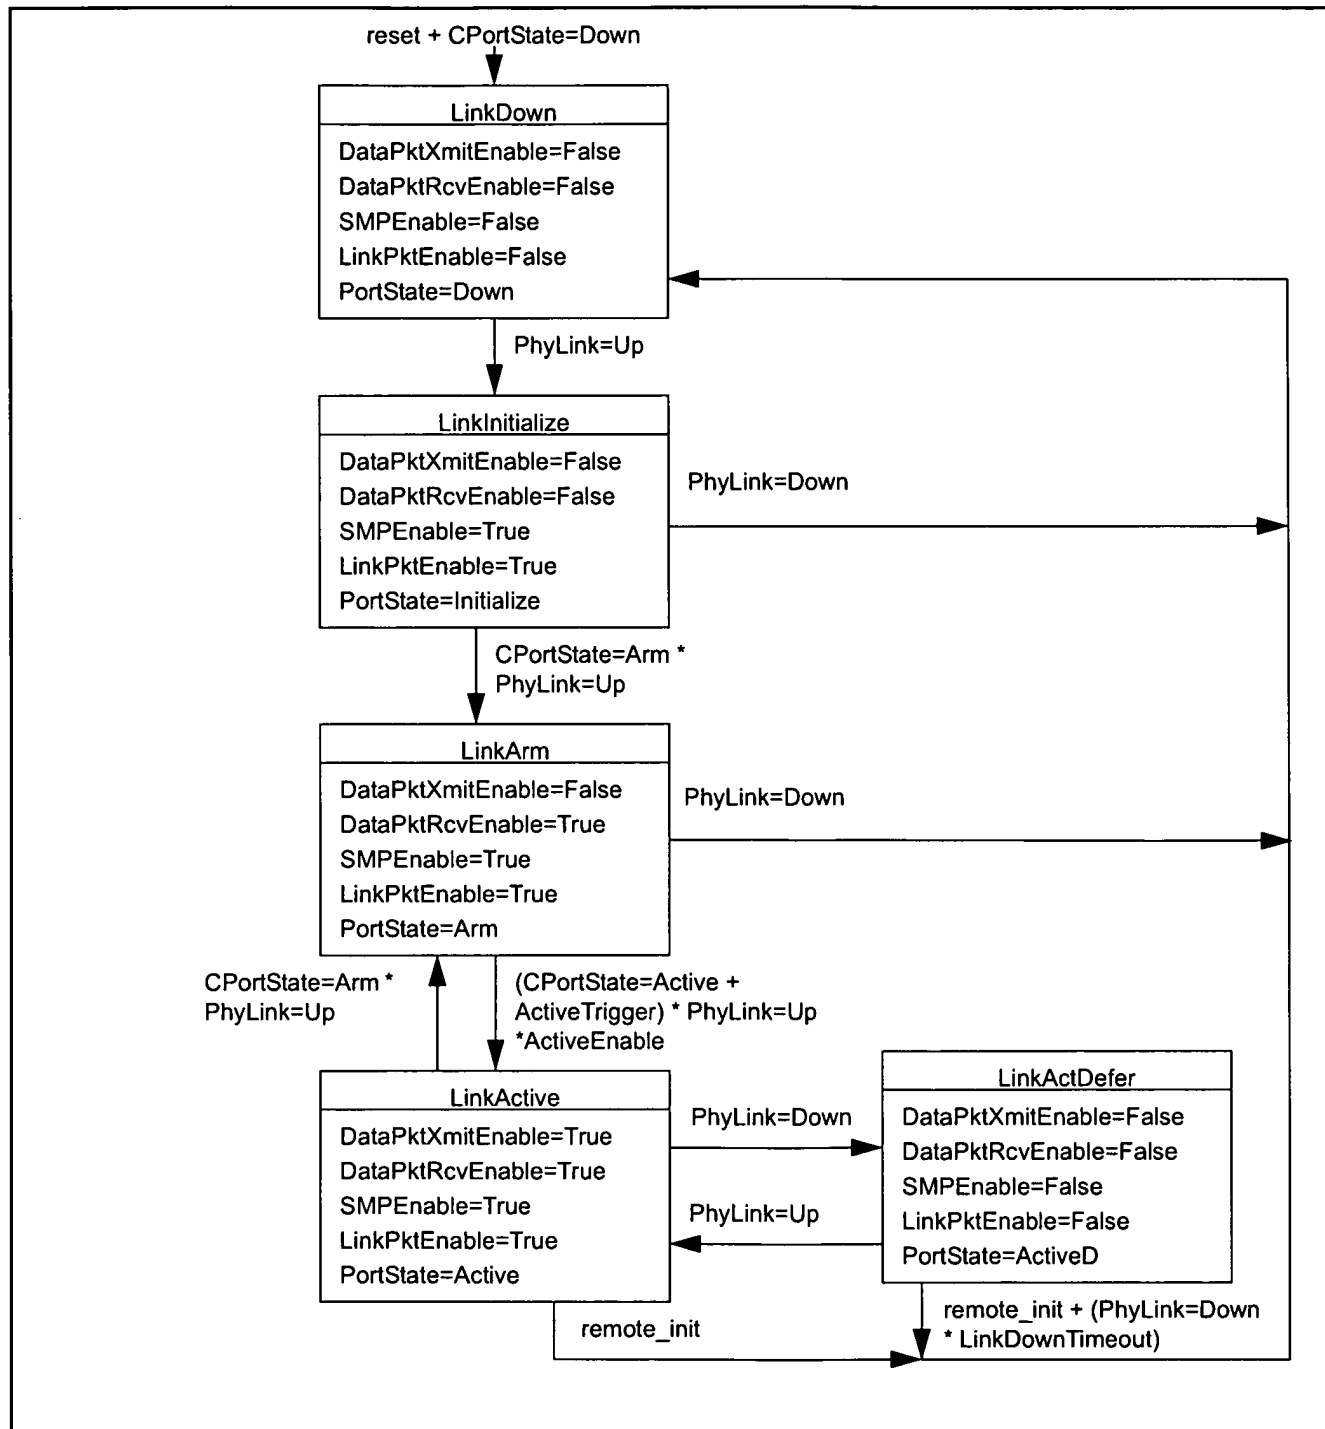 reset + CPortState=Down
LinkDown
DataPktXmitEnable=False
DataPktRcvEnable=False
SMPEnable=False
LinkPktEnable=False
PortState=Down
PhyLink=Up
LinkInitialize
DataPktXmitEnable=False
DataPktRcvEnable=False
SMPEnable=True
LinkPktEnable=True
PortState=Initialize
PhyLink=Down
CPortState=Arm *
PhyLink=Up
LinkArm
DataPktXmitEnable=False
DataPktRcvEnable=True
SMPEnable=True
LinkPktEnable=True
PortState=Arm
PhyLink=Down
CPortState=Arm *
PhyLink=Up
(CPortState=Active +
ActiveTrigger) * PhyLink=Up
*ActiveEnable
LinkActive
DataPktXmitEnable=True
DataPktRcvEnable=True
SMPEnable=True
LinkPktEnable=True
PortState=Active
PhyLink=Down
PhyLink=Up
LinkActDefer
DataPktXmitEnable=False
DataPktRcvEnable=False
SMPEnable=False
LinkPktEnable=False
PortState=ActiveD
remote_init
remote_init + (PhyLink=Down
* LinkDownTimeout)